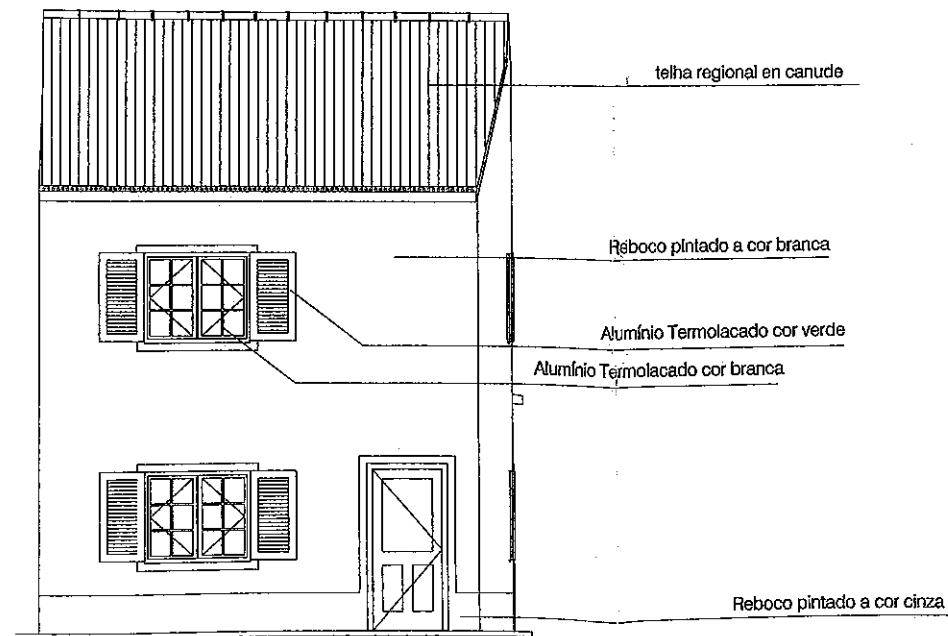 telha regional en canude
Reboco pintado a cor branca
Alumínio Termolacado cor verde
Alumínio Termolacado cor branca
Reboco pintado a cor cinza